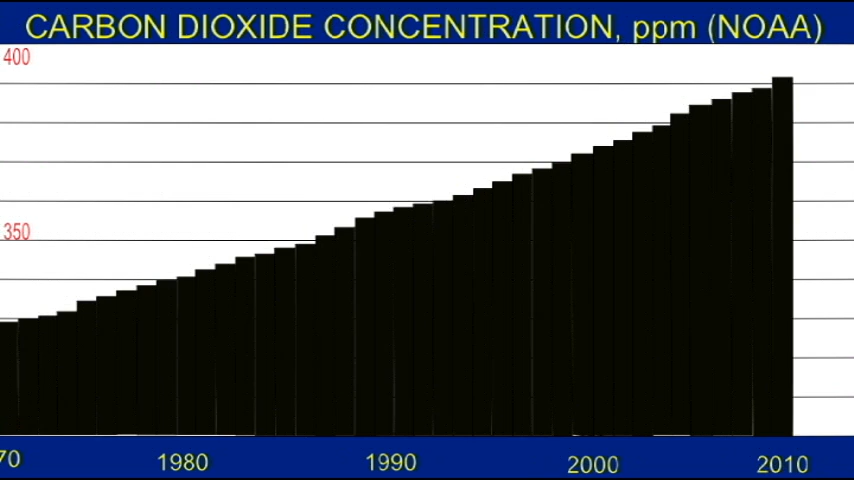 CARBON DIOXIDE CONCENTRATION, ppm (NOAA)
400
350
70 1980 1990 2000 2010